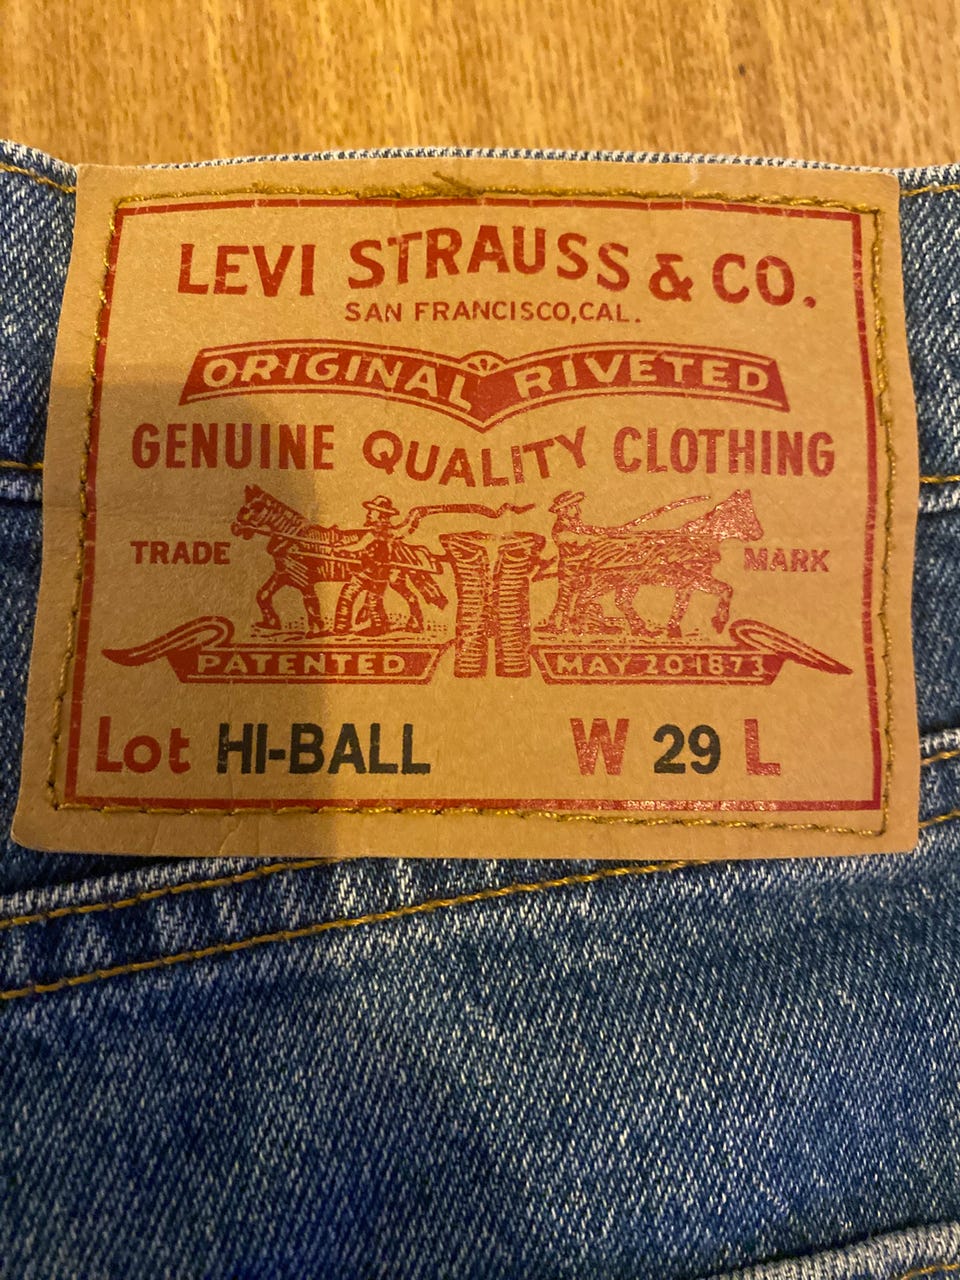 LEVI STRAUSS & CO.
SAN FRANCISCO, CAL.
ORIGINAL RIVETED
GENUINE QUALITY CLOTHING
TRADE MARK
PATENTED MAY 20 1873
Lot HI-BALL W 29 L